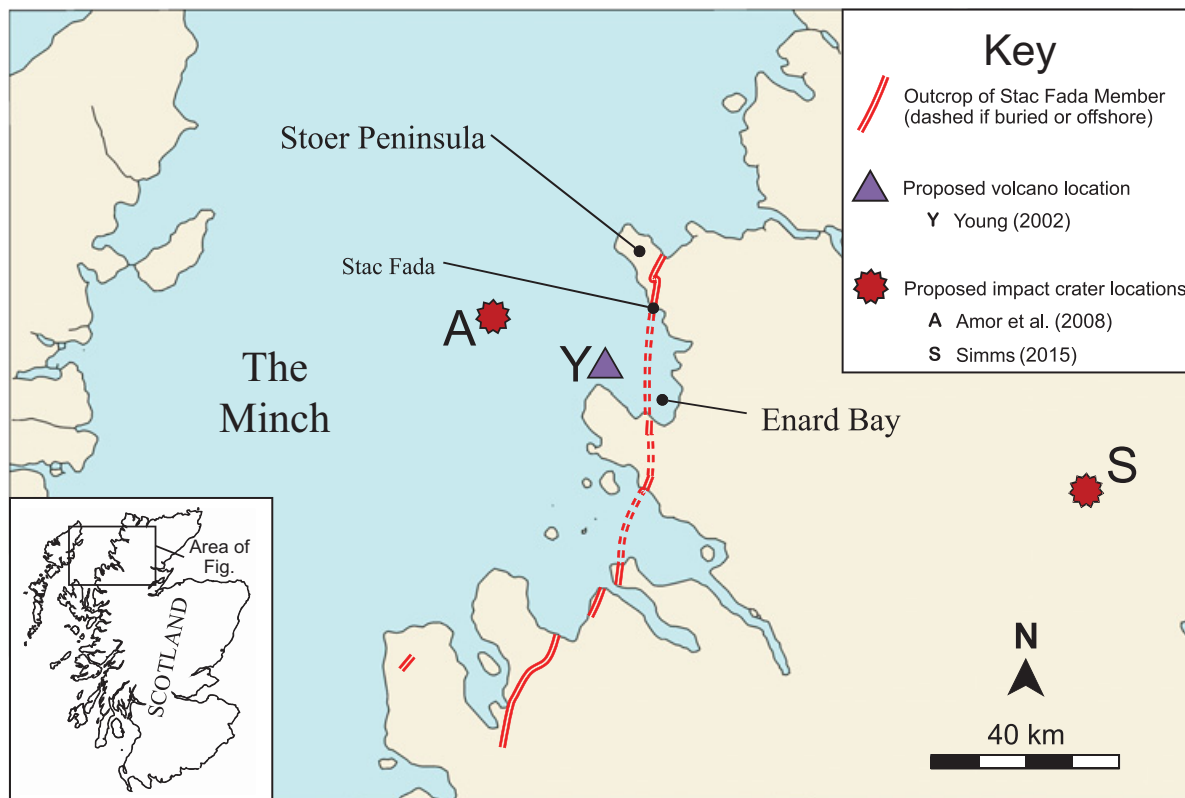 Key
Outcrop of Stac Fada Member
(dashed if buried or offshore)
Proposed volcano location
Y Young (2002)
Proposed impact crater locations
A Amor et al. (2008)
S Simms (2015)
Stoer Peninsula
Stac Fada
A
Y
The
Minch
Enard Bay
S
Area of
Fig.
SCOTLAND
N
40 km